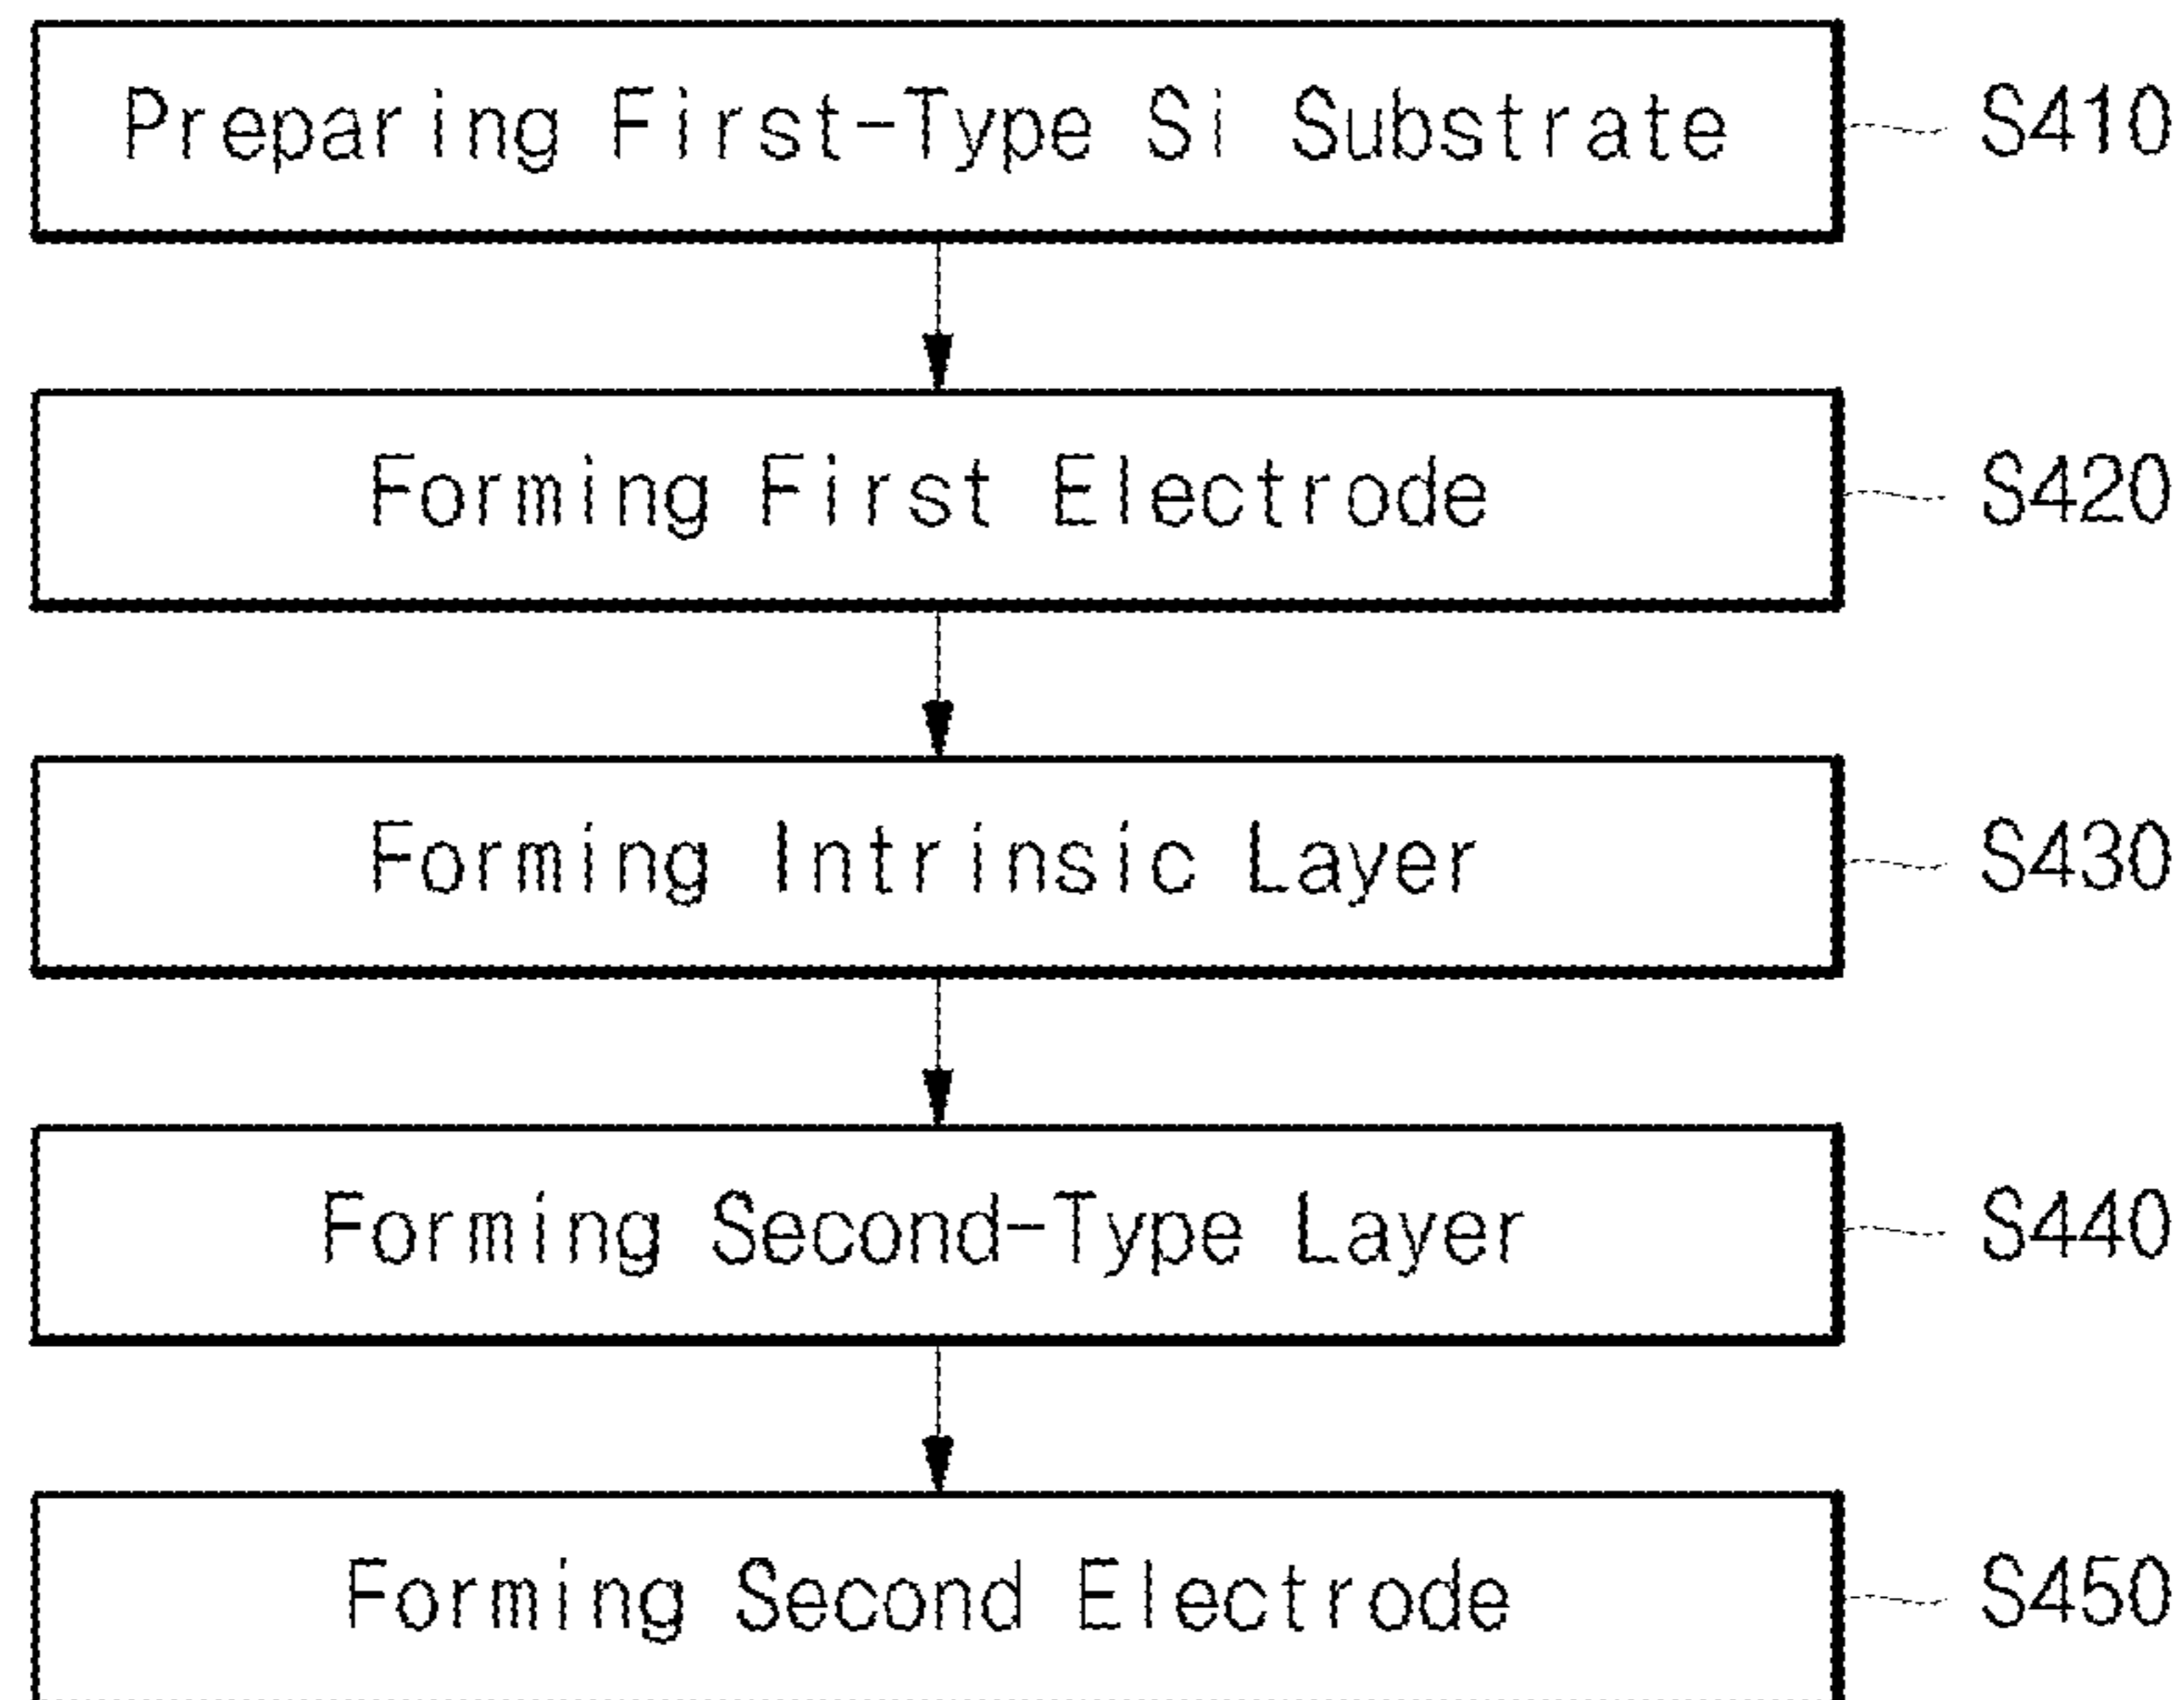 Preparing First-Type Si Substrate S410
Forming First Electrode S420
Forming Intrinsic Layer S430
Forming Second-Type Layer S440
Forming Second Electrode S450